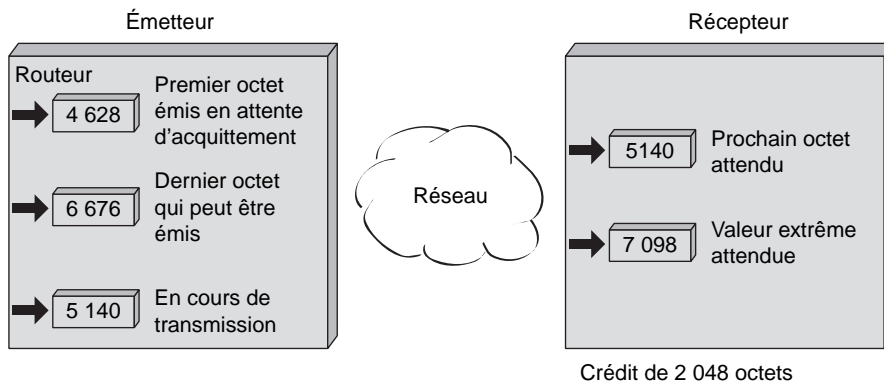 Émetteur
Récepteur
Routeur
4 628
Premier octet
émis en attente
d'acquittement
6 676
Dernier octet
qui peut être
émis
5 140
En cours de
transmission
Réseau
5140
Prochain octet
attendu
7 098
Valeur extrême
attendue
Crédit de 2 048 octets